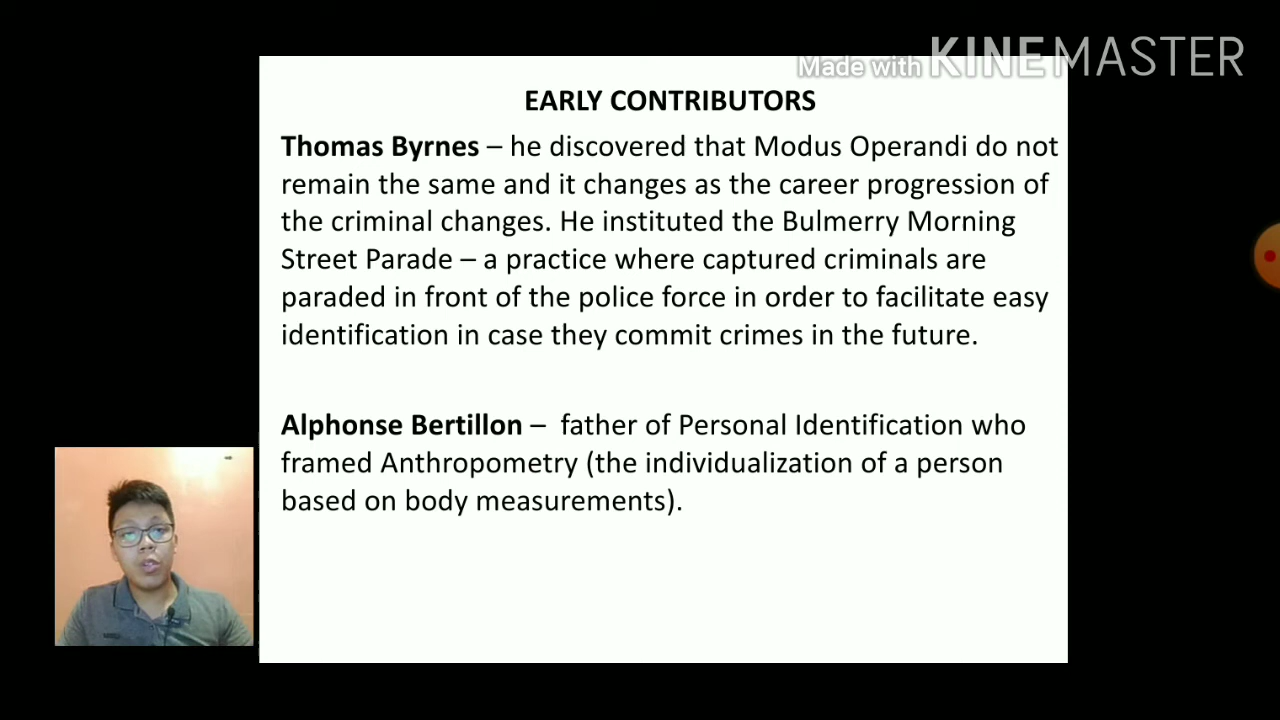 Made with KINEMASTER
EARLY CONTRIBUTORS
Thomas Byrnes – he discovered that Modus Operandi do not
remain the same and it changes as the career progression of
the criminal changes. He instituted the Bulmerry Morning
Street Parade – a practice where captured criminals are
paraded in front of the police force in order to facilitate easy
identification in case they commit crimes in the future.
Alphonse Bertillon – father of Personal Identification who
framed Anthropometry (the individualization of a person
based on body measurements).